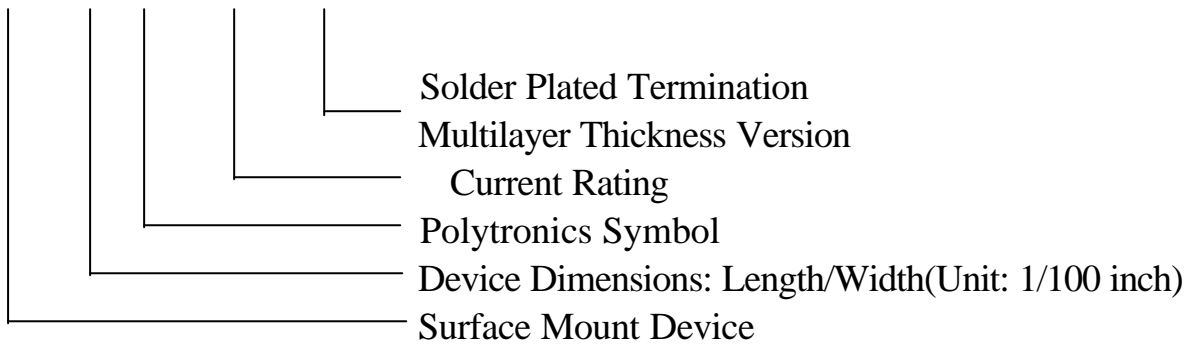 Solder Plated Termination
Multilayer Thickness Version
Current Rating
Polytronics Symbol
Device Dimensions: Length/Width(Unit: 1/100 inch)
Surface Mount Device